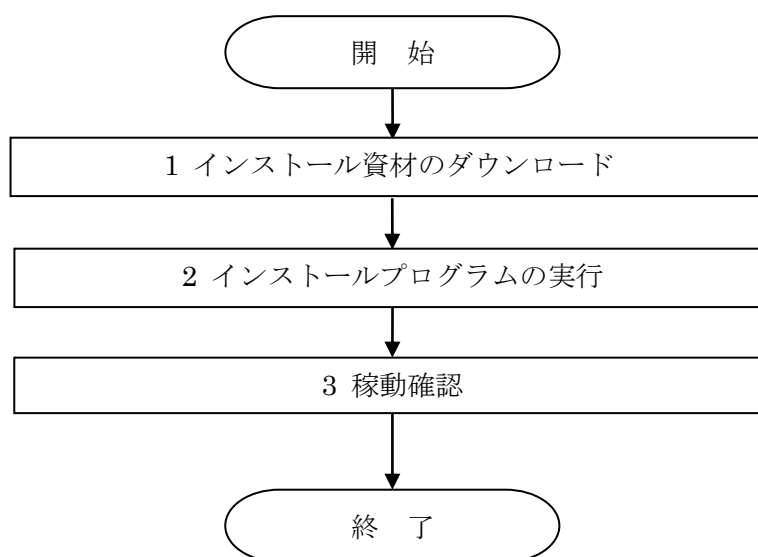 開　始
1 インストール資材のダウンロード
2 インストールプログラムの実行
3 稼動確認
終　了